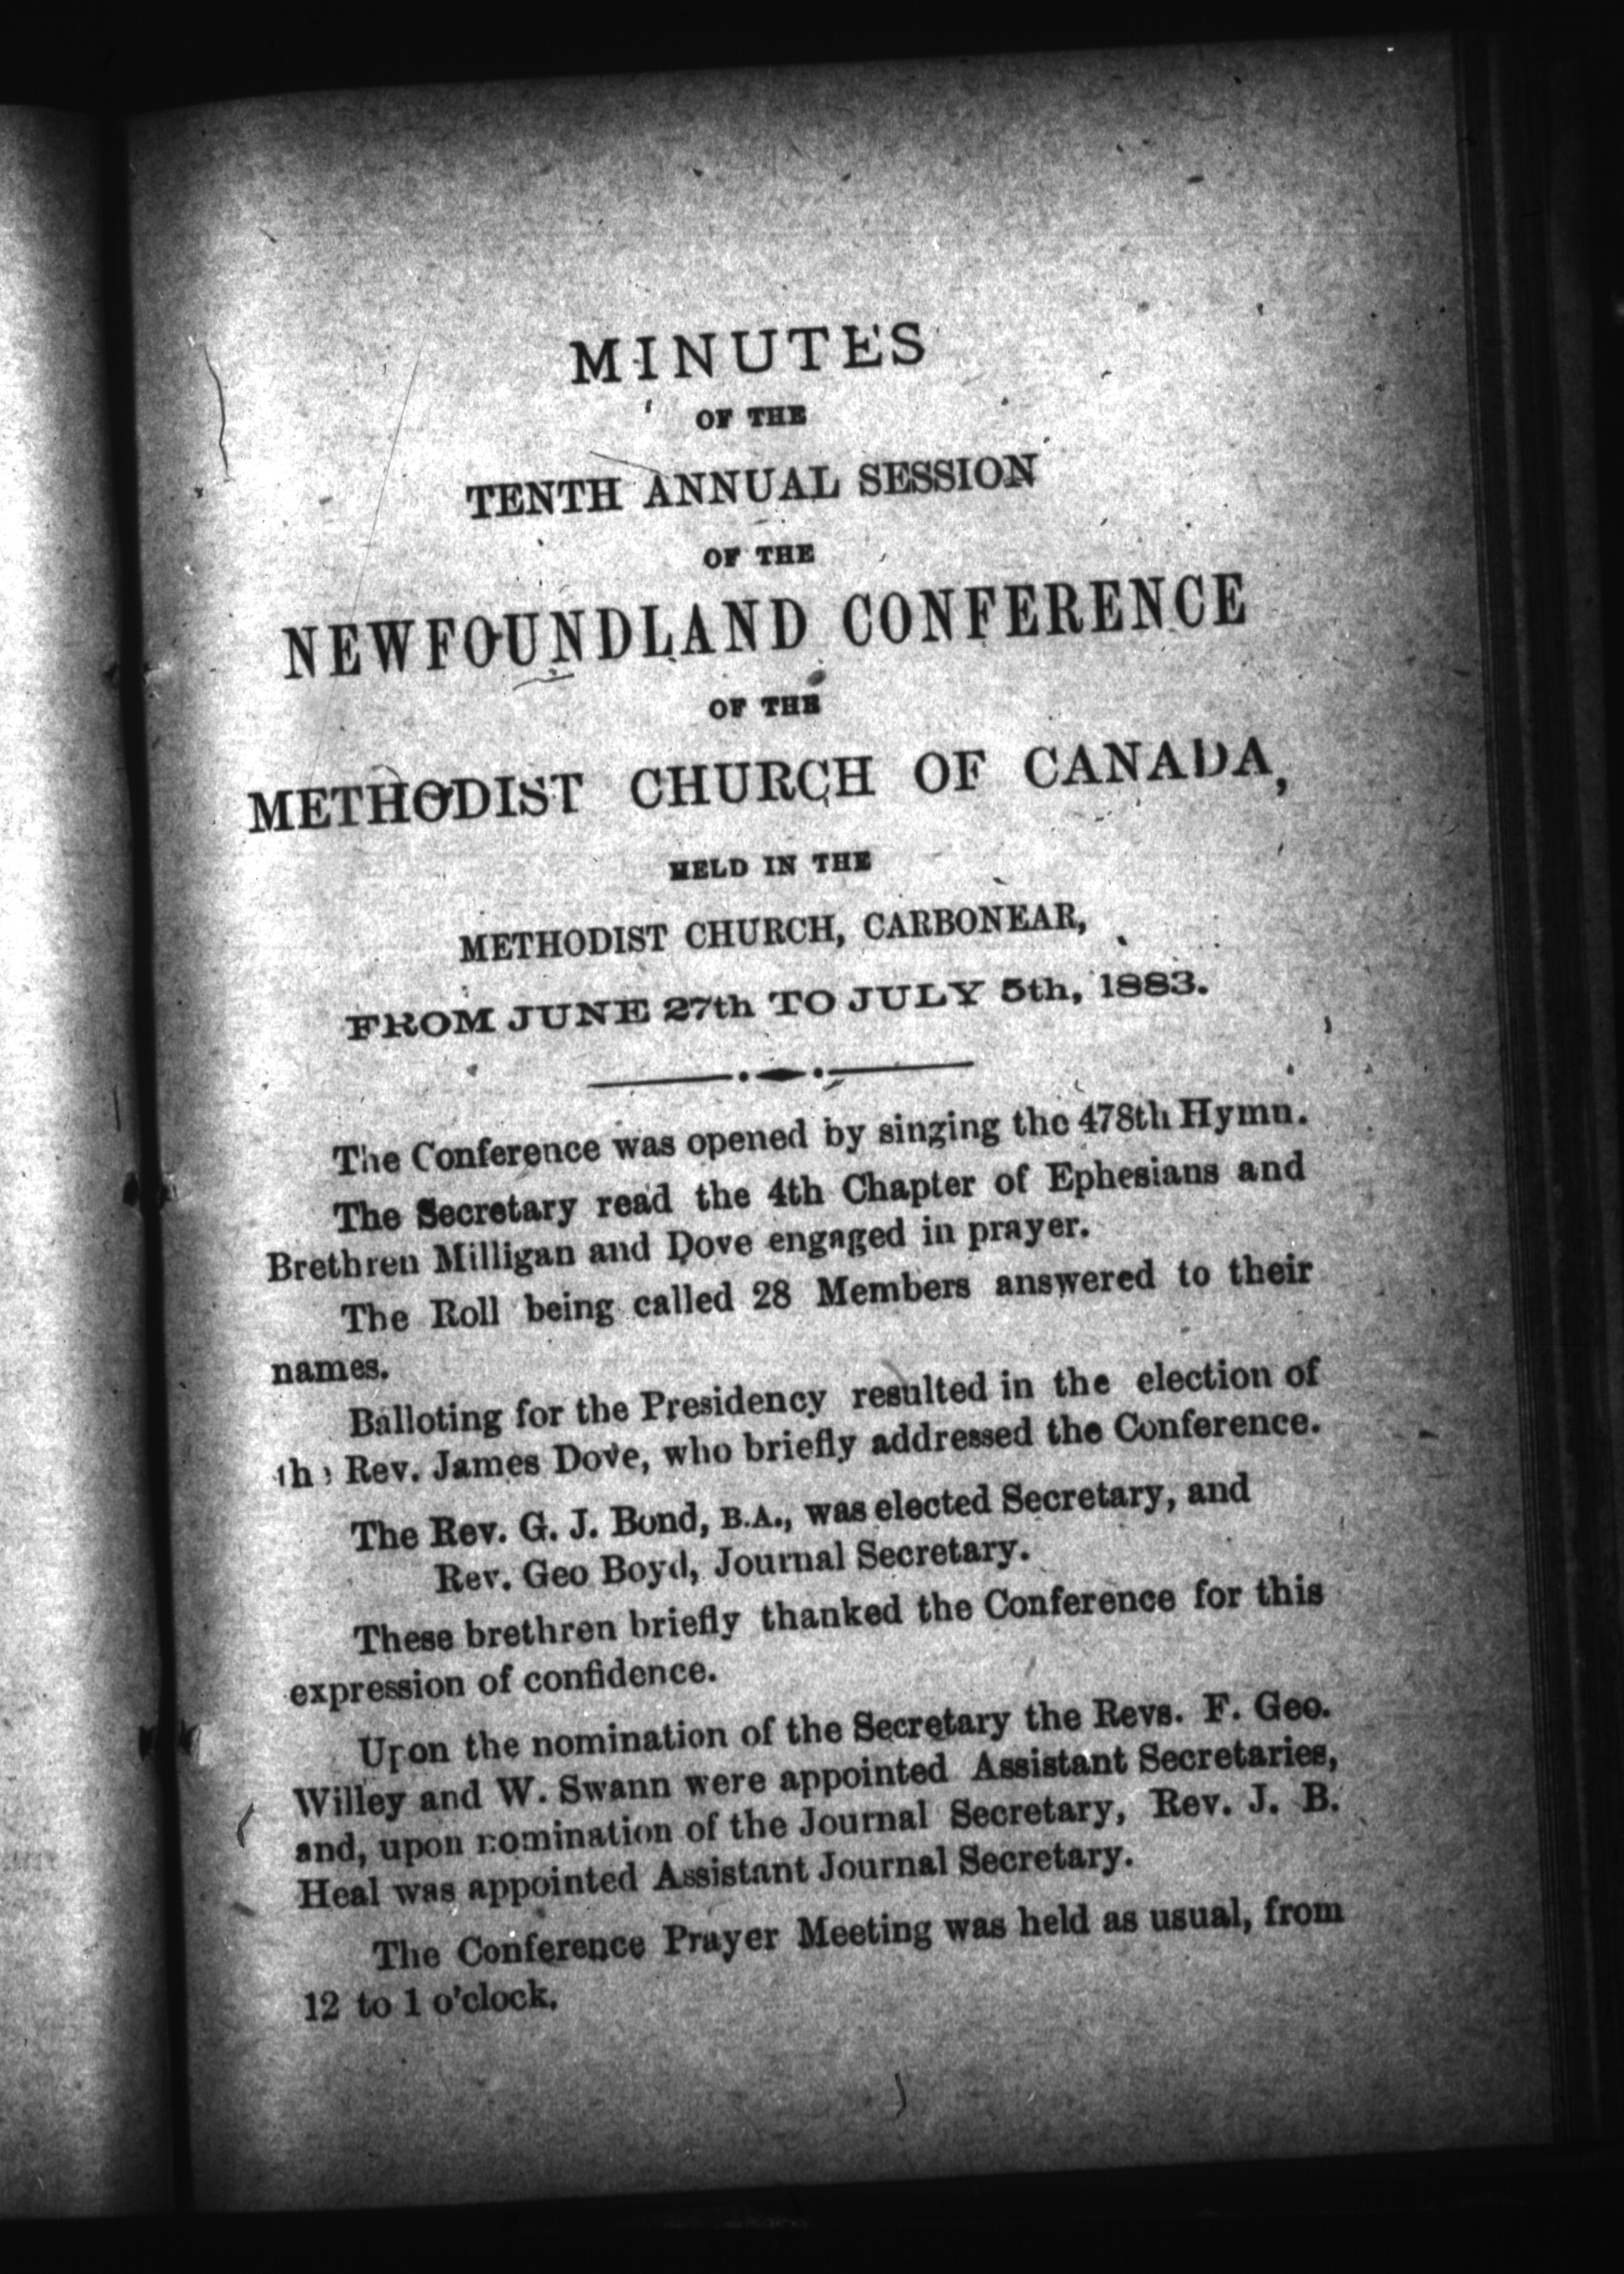 MINUTES
OF THE
TENTH ANNUAL SESSION
OF THE
NEWFOUNDLAND CONFERENCE
OF THE
METHODIST CHURCH OF CANADA,
HELD IN THE
METHODIST CHURCH, CARBONEAR,
FROM JUNE 27th TO JULY 5th, 1883.
The Conference was opened by singing the 478th Hymn.
The Secretary read the 4th Chapter of Ephesians and
Brethren Milligan and Dove engaged in prayer.
The Roll being called 28 Members answered to their
names.
Balloting for the Presidency resulted in the election of
the Rev. James Dove, who briefly addressed the Conference.
The Rev. G. J. Bond, B.A., was elected Secretary, and
Rev. Geo Boyd, Journal Secretary.
These brethren briefly thanked the Conference for this
expression of confidence.
Upon the nomination of the Secretary the Revs. F. Geo.
Willey and W. Swann were appointed Assistant Secretaries,
and, upon nomination of the Journal Secretary, Rev. J. B.
Heal was appointed Assistant Journal Secretary.
The Conference Prayer Meeting was held as usual, from
12 to 1 o'clock.